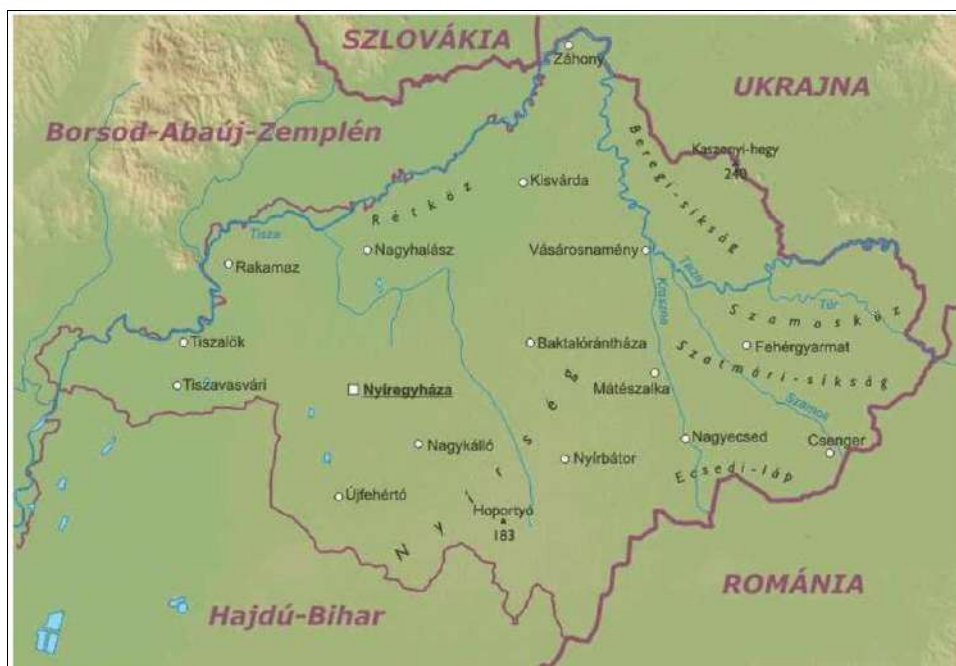 SZLOVÁKIA
Záhony
UKRAJNA
Borsod-Abaúj-Zemplén
Kaszonyi-hegy
240
Beregi-síkság
Kisvárda
Rétköz
Tisza
Nagyhalász
Vásárosnamény
Rakamaz
Tisza
Túr
Kraszna
Szamosköz
Tiszalök
Baktalórántháza
Fehérgyarmat
Szatmári-síkság
Tiszavasvári
Nyíregyháza
Mátészalka
Szamos
Nyírség
Nagykálló
Nagyecsed
Csenger
Nyírbátor
Ecsedi-láp
Újfehértó
Hoportyó
183
ROMÁNIA
Hajdú-Bihar